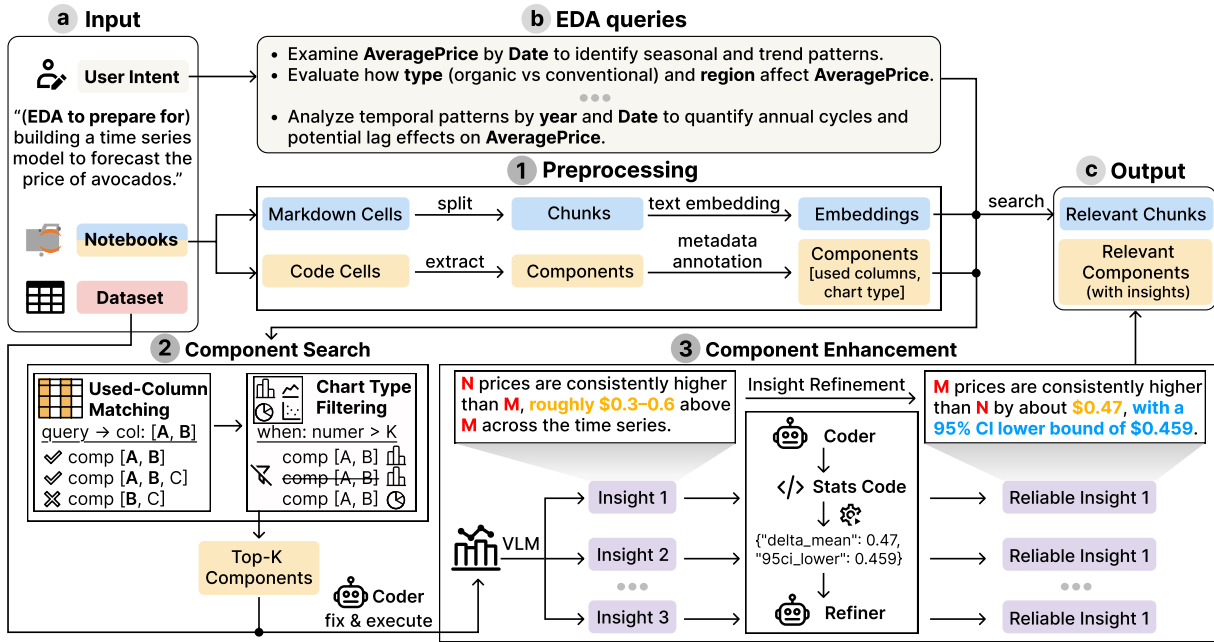 a Input
b EDA queries
User Intent
"(EDA to prepare for)
building a time series
model to forecast the
price of avocados."
Notebooks
Dataset
• Examine AveragePrice by Date to identify seasonal and trend patterns.
• Evaluate how type (organic vs conventional) and region affect AveragePrice.
• Analyze temporal patterns by year and Date to quantify annual cycles and
potential lag effects on AveragePrice.
1 Preprocessing
Markdown Cells
split
Chunks
text embedding
Embeddings
Code Cells
extract
Components
metadata
annotation
Components
[used columns,
chart type]
search
c Output
Relevant Chunks
Relevant
Components
(with insights)
2 Component Search
Used-Column
Matching
query → col: [A, B]
comp [A, B]
comp [A, B, C]
comp [B, C]
Chart Type
Filtering
when: numer > K
comp [A, B]
comp [A, B]
comp [A, B]
Top-K
Components
Coder
fix & execute
3 Component Enhancement
N prices are consistently higher
than M, roughly $0.3–0.6 above
M across the time series.
Insight Refinement
M prices are consistently higher
than N by about $0.47, with a
95% CI lower bound of $0.459.
VLM
Insight 1
Insight 2
Insight 3
Coder
</> Stats Code
{"delta_mean": 0.47,
"95ci_lower": 0.459}
Refiner
Reliable Insight 1
Reliable Insight 1
Reliable Insight 1